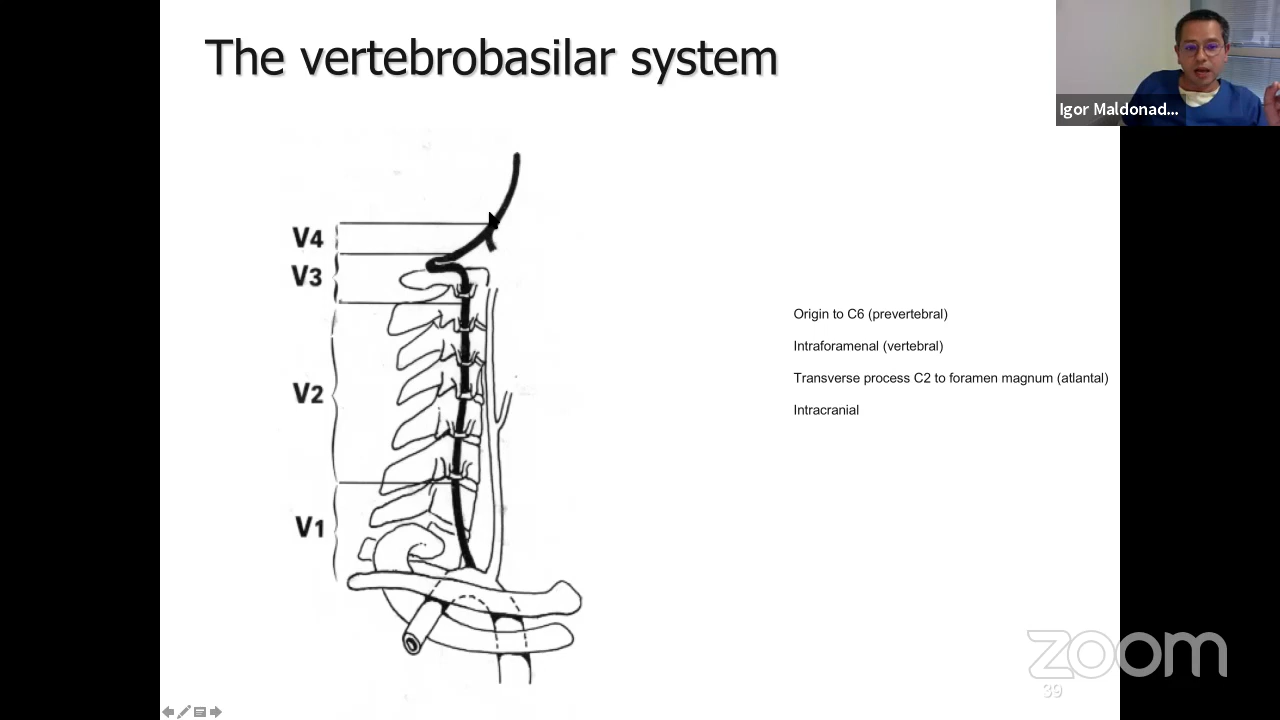 The vertebrobasilar system
Igor Maldonad...
V4
V3
V2
V1
Origin to C6 (prevertebral)
Intraforamenal (vertebral)
Transverse process C2 to foramen magnum (atlantal)
Intracranial
zoom
39